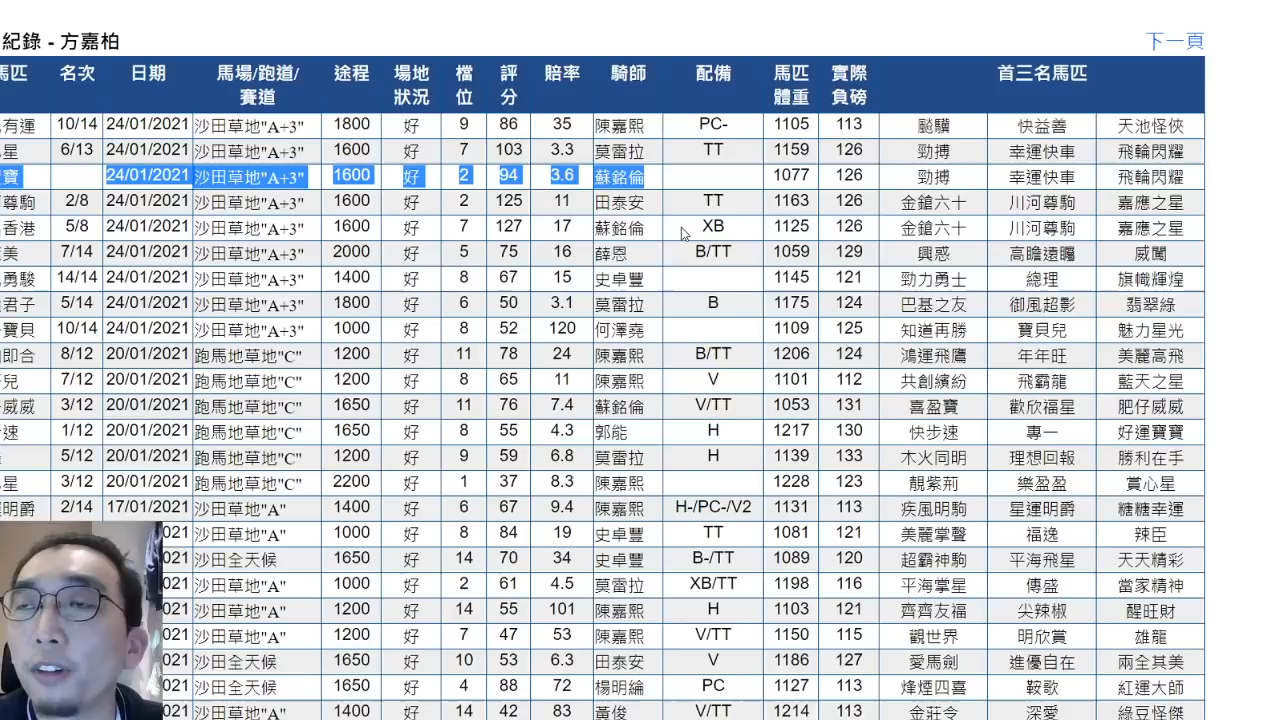 紀錄 - 方嘉柏 下一頁
馬匹 名次 日期 馬場/跑道/賽道 途程 場地狀況 檔位 評分 賠率 騎師 配備 馬匹體重 實際負磅 首三名馬匹
有運 10/14 24/01/2021 沙田草地"A+3" 1800 好 9 86 35 陳嘉熙 PC- 1105 113 颩驥 快益善 天池怪俠
星 6/13 24/01/2021 沙田草地"A+3" 1600 好 7 103 3.3 莫雷拉 TT 1159 126 勁搏 幸運快車 飛輪閃耀
寶 24/01/2021 沙田草地"A+3" 1600 好 2 94 3.6 蘇銘倫 1077 126 勁搏 幸運快車 飛輪閃耀
尊駒 2/8 24/01/2021 沙田草地"A+3" 1600 好 2 125 11 田泰安 TT 1163 126 金鎗六十 川河尊駒 嘉應之星
香港 5/8 24/01/2021 沙田草地"A+3" 1600 好 7 127 17 蘇銘倫 XB 1125 126 金鎗六十 川河尊駒 嘉應之星
美 7/14 24/01/2021 沙田草地"A+3" 2000 好 5 75 16 薛恩 B/TT 1059 129 興惑 高瞻遠矚 威闖
勇駿 14/14 24/01/2021 沙田草地"A+3" 1400 好 8 67 15 史卓豐 1145 121 勁力勇士 總理 旗幟輝煌
君子 5/14 24/01/2021 沙田草地"A+3" 1800 好 6 50 3.1 莫雷拉 B 1175 124 巴基之友 御風超影 翡翠綠
寶貝 10/14 24/01/2021 沙田草地"A+3" 1000 好 8 52 120 何澤堯 1109 125 知道再勝 寶貝兒 魅力星光
即合 8/12 20/01/2021 跑馬地草地"C" 1200 好 11 78 24 陳嘉熙 B/TT 1206 124 鴻運飛鷹 年年旺 美麗高飛
兒 7/12 20/01/2021 跑馬地草地"C" 1200 好 8 65 11 陳嘉熙 V 1101 112 共創繽紛 飛霸龍 藍天之星
威威 3/12 20/01/2021 跑馬地草地"C" 1650 好 11 76 7.4 蘇銘倫 V/TT 1053 131 喜盈寶 歡欣福星 肥仔威威
速 1/12 20/01/2021 跑馬地草地"C" 1650 好 8 55 4.3 郭能 H 1217 130 快步速 專一 好運寶寶
5/12 20/01/2021 跑馬地草地"C" 1200 好 9 59 6.8 莫雷拉 H 1139 133 木火同明 理想回報 勝利在手
星 3/12 20/01/2021 跑馬地草地"C" 2200 好 1 37 8.3 陳嘉熙 1228 123 靚紫荊 樂盈盈 賞心星
明爵 2/14 17/01/2021 沙田草地"A" 1400 好 6 67 9.4 陳嘉熙 H-/PC-/V2 1131 113 疾風明駒 星運明爵 糖糖幸運
021 沙田草地"A" 1000 好 8 84 19 史卓豐 TT 1081 121 美麗掌聲 福逸 辣臣
021 沙田全天候 1650 好 14 70 34 史卓豐 B-/TT 1089 120 超霸神駒 平海飛星 天天精彩
021 沙田草地"A" 1000 好 2 61 4.5 莫雷拉 XB/TT 1198 116 平海掌星 傳盛 當家精神
021 沙田草地"A" 1200 好 14 55 101 陳嘉熙 H 1103 121 齊齊友福 尖辣椒 醒旺財
021 沙田草地"A" 1200 好 7 47 53 陳嘉熙 V/TT 1150 115 觀世界 明欣賞 雄龍
021 沙田全天候 1650 好 10 53 6.3 田泰安 V 1186 127 愛馬劍 進優自在 兩全其美
021 沙田全天候 1650 好 4 88 72 楊明綸 PC 1127 113 烽煙四喜 鞍歌 紅運大師
021 沙田草地"A" 1400 好 14 42 83 黃俊 V/TT 1214 113 金莊令 深愛 綠豆怪傑